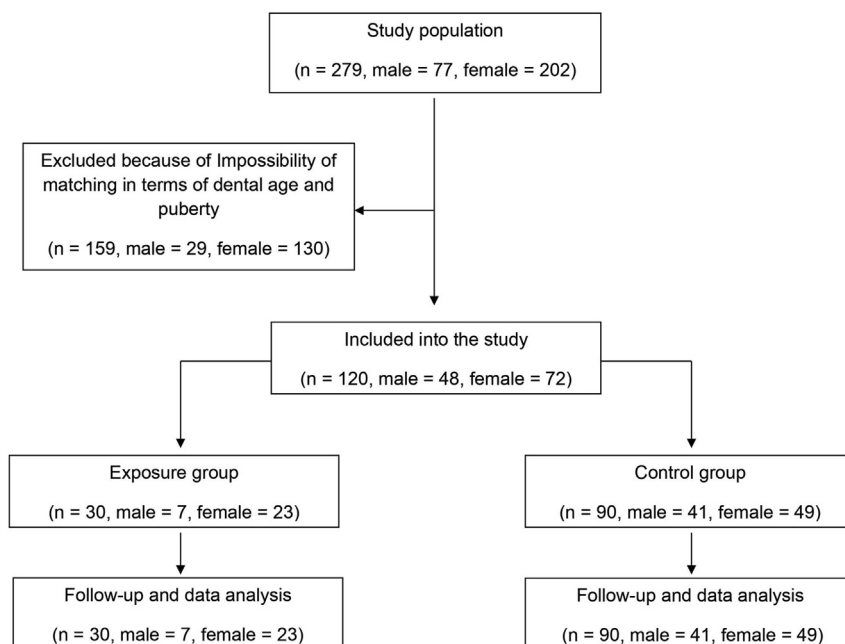 Study population
(n = 279, male = 77, female = 202)
Excluded because of Impossibility of
matching in terms of dental age and
puberty
(n = 159, male = 29, female = 130)
Included into the study
(n = 120, male = 48, female = 72)
Exposure group
(n = 30, male = 7, female = 23)
Control group
(n = 90, male = 41, female = 49)
Follow-up and data analysis
(n = 30, male = 7, female = 23)
Follow-up and data analysis
(n = 90, male = 41, female = 49)